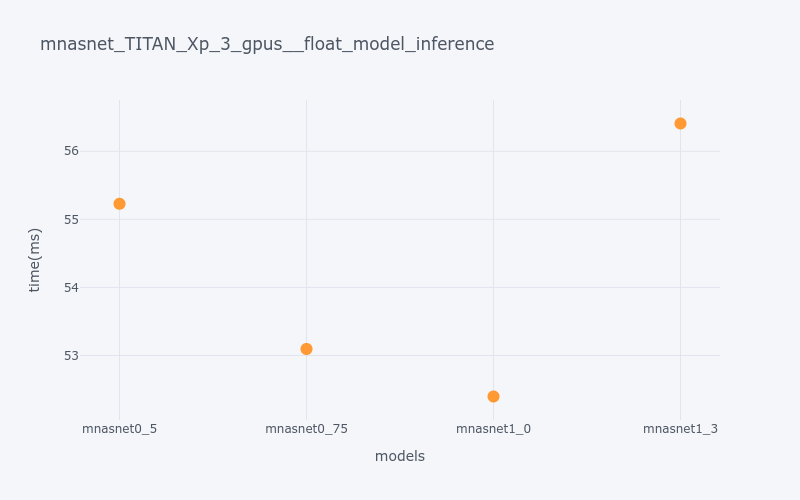 mnasnet_TITAN_Xp_3_gpus__float_model_inference
time(ms)
56
55
54
53
mnasnet0_5
mnasnet0_75
mnasnet1_0
mnasnet1_3
models